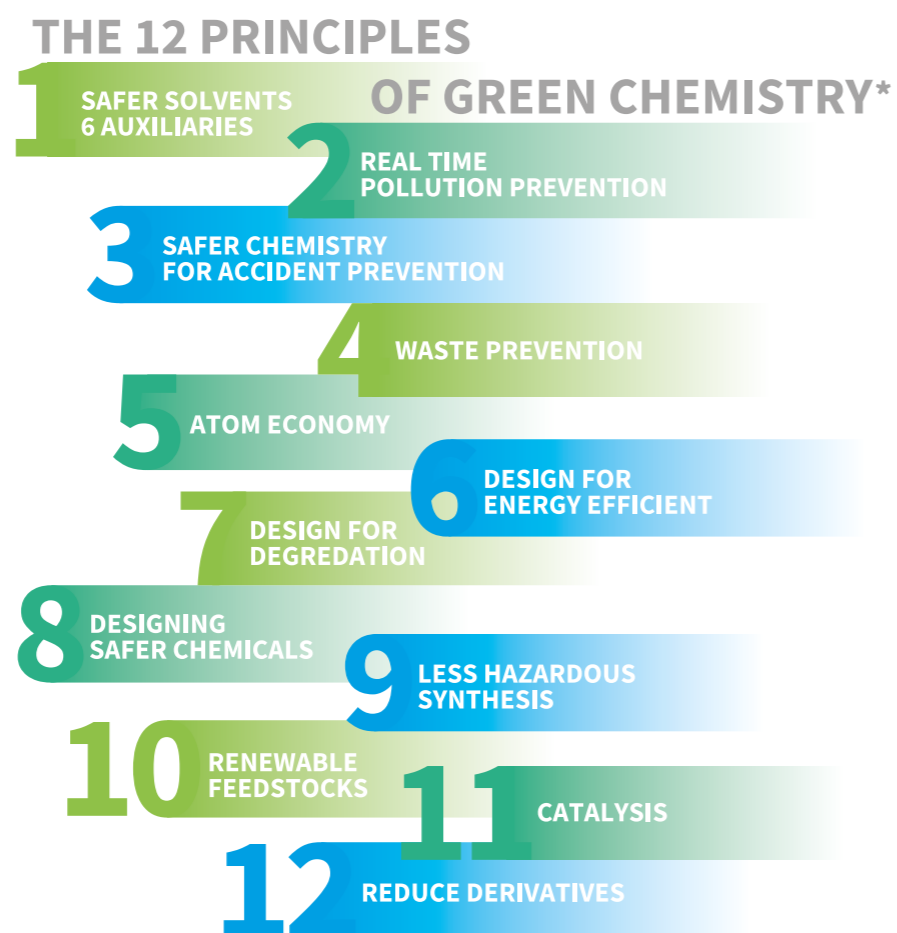 THE 12 PRINCIPLES
OF GREEN CHEMISTRY*
1
SAFER SOLVENTS
6 AUXILIARIES
2
REAL TIME
POLLUTION PREVENTION
3
SAFER CHEMISTRY
FOR ACCIDENT PREVENTION
4
WASTE PREVENTION
5
ATOM ECONOMY
6
DESIGN FOR
ENERGY EFFICIENT
7
DESIGN FOR
DEGREDATION
8
DESIGNING
SAFER CHEMICALS
9
LESS HAZARDOUS
SYNTHESIS
10
RENEWABLE
FEEDSTOCKS
11
CATALYSIS
12
REDUCE DERIVATIVES